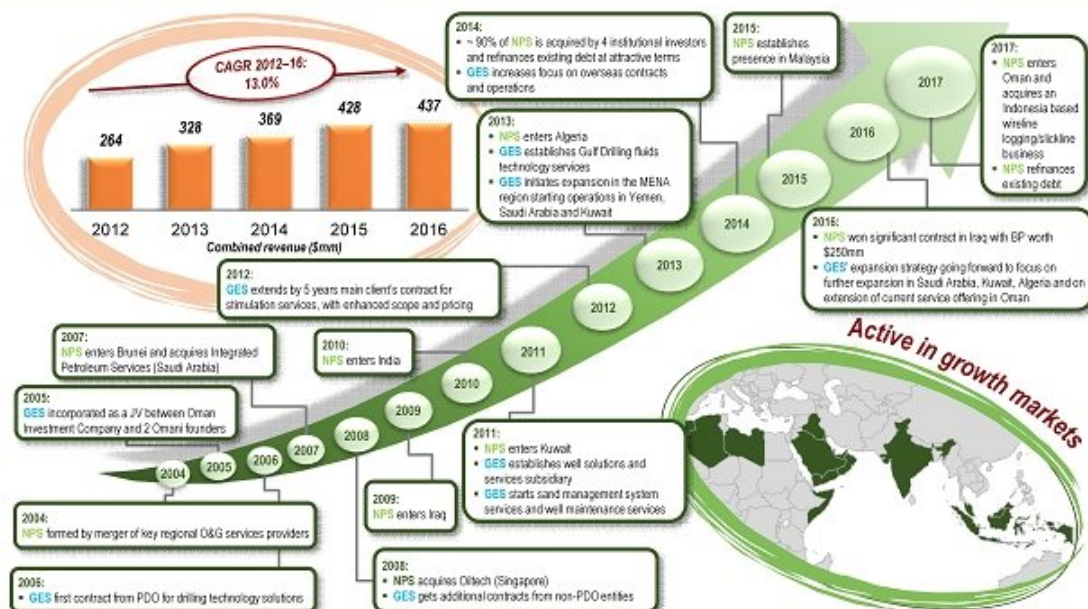 CAGR 2012–16:
13.0%
264
328
369
428
437
2012
2013
2014
2015
2016
Combined revenue ($mm)
2014:
~ 90% of NPS is acquired by 4 institutional investors
and refinances existing debt at attractive terms
GES increases focus on overseas contracts
and operations
2015:
NPS establishes
presence in Malaysia
2017:
NPS enters
Oman and
acquires an
Indonesia based
wireline
logging/slickline
business
NPS refinances
existing debt
2013:
NPS enters Algeria
GES establishes Gulf Drilling fluids
technology services
GES initiates expansion in the MENA
region starting operations in Yemen,
Saudi Arabia and Kuwait
2016:
NPS won significant contract in Iraq with BP worth
$250mm
GES' expansion strategy going forward to focus on
further expansion in Saudi Arabia, Kuwait, Algeria and on
extension of current service offering in Oman
2012:
GES extends by 5 years main client's contract for
stimulation services, with enhanced scope and pricing
2007:
NPS enters Brunei and acquires Integrated
Petroleum Services (Saudi Arabia)
2010:
NPS enters India
2005:
GES incorporated as a JV between Oman
Investment Company and 2 Omani founders
2004
2005
2006
2007
2008
2009
2010
2011
2012
2013
2014
2015
2016
2017
2004:
NPS formed by merger of key regional O&G services providers
2006:
GES first contract from PDO for drilling technology solutions
2009:
NPS enters Iraq
2008:
NPS acquires Oiltech (Singapore)
GES gets additional contracts from non-PDO entities
2011:
NPS enters Kuwait
GES establishes well solutions and
services subsidiary
GES starts sand management system
services and well maintenance services
Active in growth markets